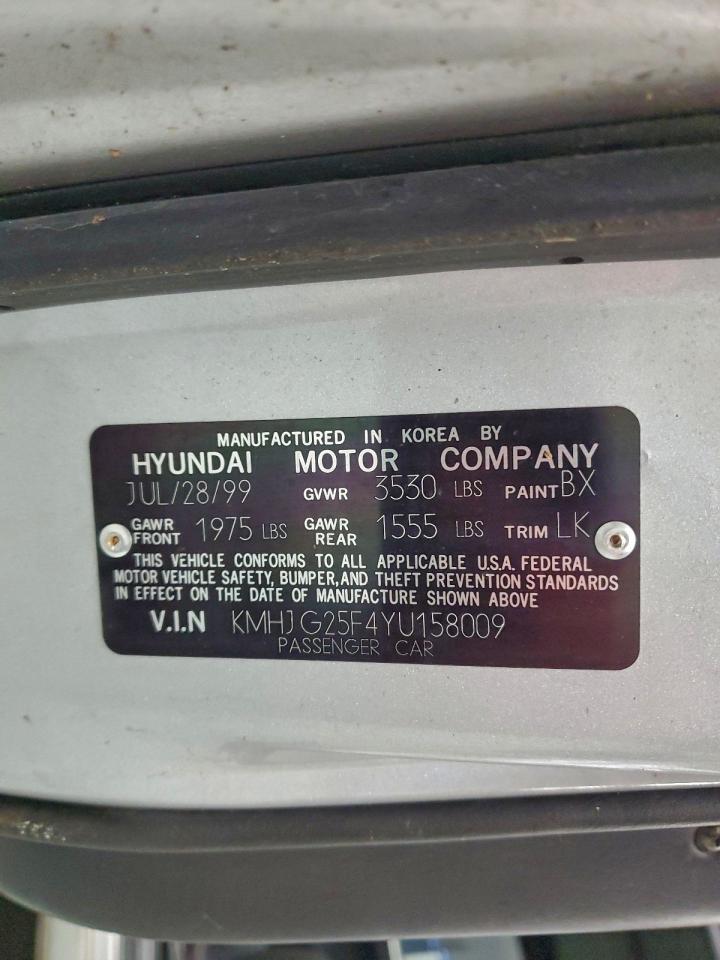 MANUFACTURED IN KOREA BY
HYUNDAI MOTOR COMPANY
JUL/28/99 GVWR 3530 LBS PAINT BX
GAWR FRONT 1975 LBS GAWR REAR 1555 LBS TRIM LK
THIS VEHICLE CONFORMS TO ALL APPLICABLE U.S.A. FEDERAL
MOTOR VEHICLE SAFETY, BUMPER, AND THEFT PREVENTION STANDARDS
IN EFFECT ON THE DATE OF MANUFACTURE SHOWN ABOVE
V.I.N KMHJG25F4YU158009
PASSENGER CAR